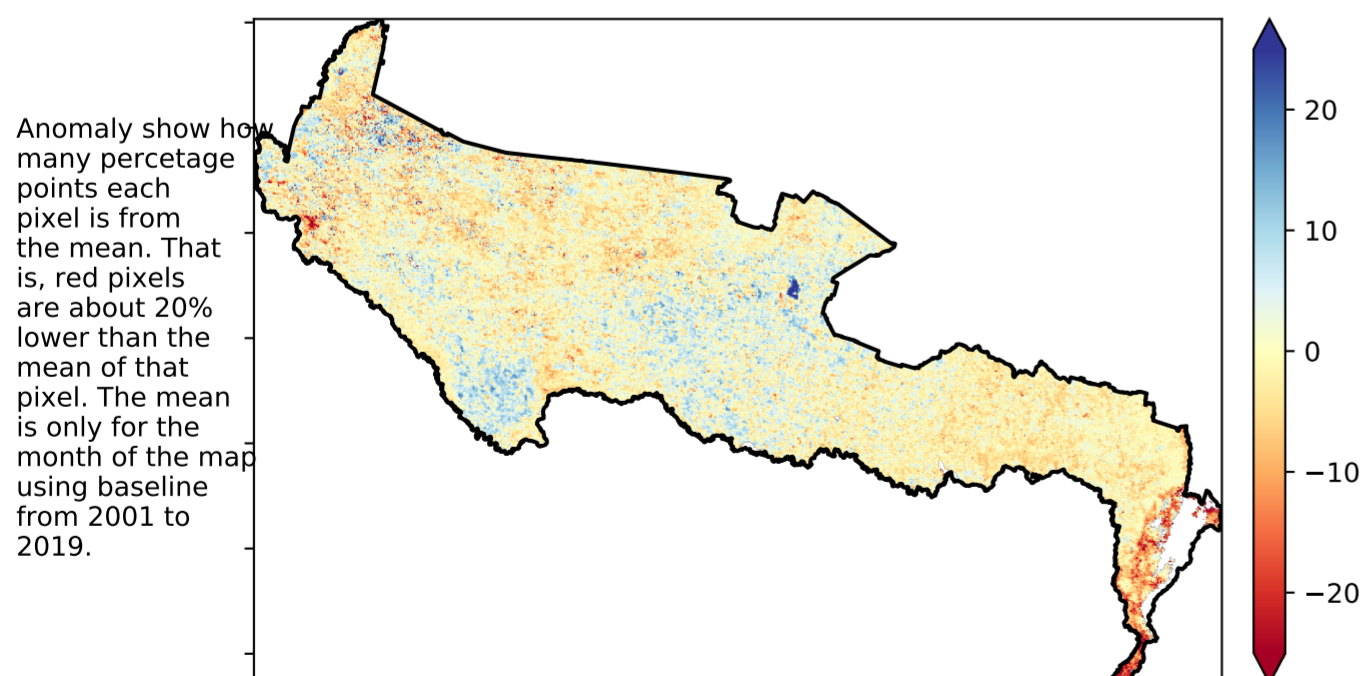 Anomaly show how
many percetage
points each
pixel is from
the mean. That
is, red pixels
are about 20%
lower than the
mean of that
pixel. The mean
is only for the
month of the map
using baseline
from 2001 to
2019.
20
10
0
−10
−20